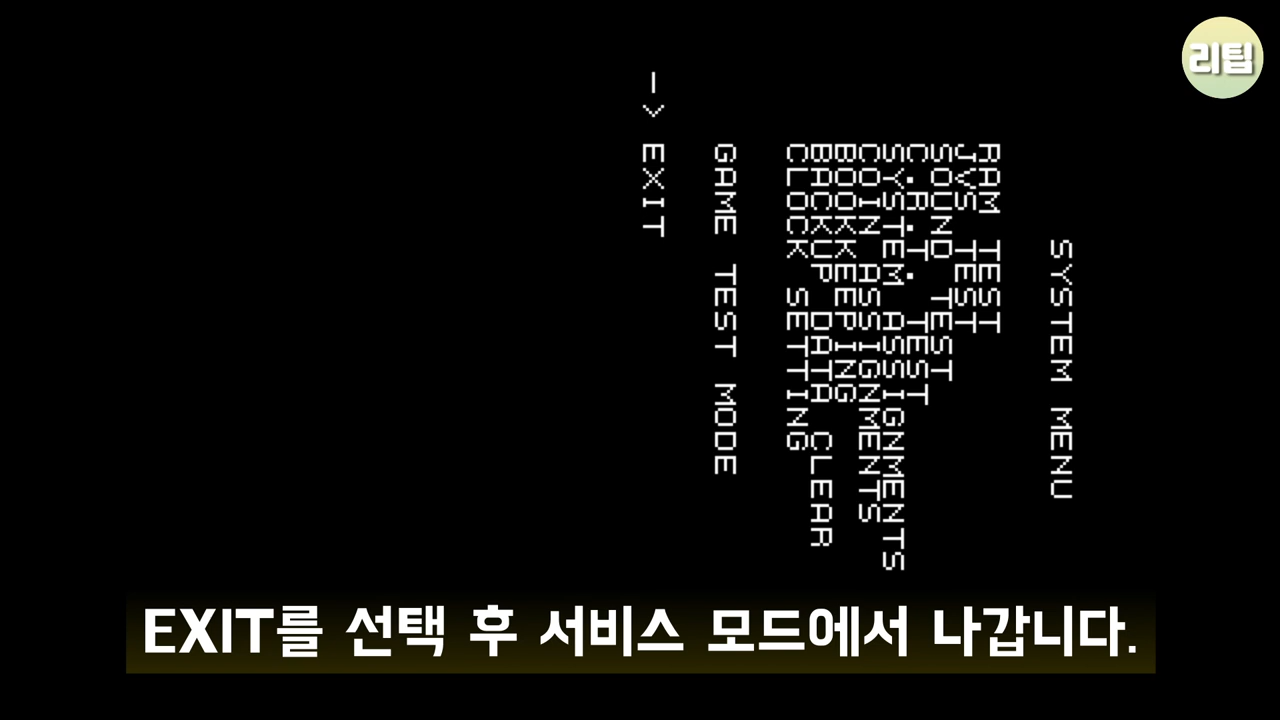 리팁
SYSTEM MENU
RAM TEST
JVS TEST
SOUND TEST
C.R.T. TEST
SYSTEM ASSIGNMENTS
COIN ASSIGNMENTS
BOOKKEEPING
BACKUP DATA CLEAR
CLOCK SETTING
GAME TEST MODE
-> EXIT
EXIT를 선택 후 서비스 모드에서 나갑니다.